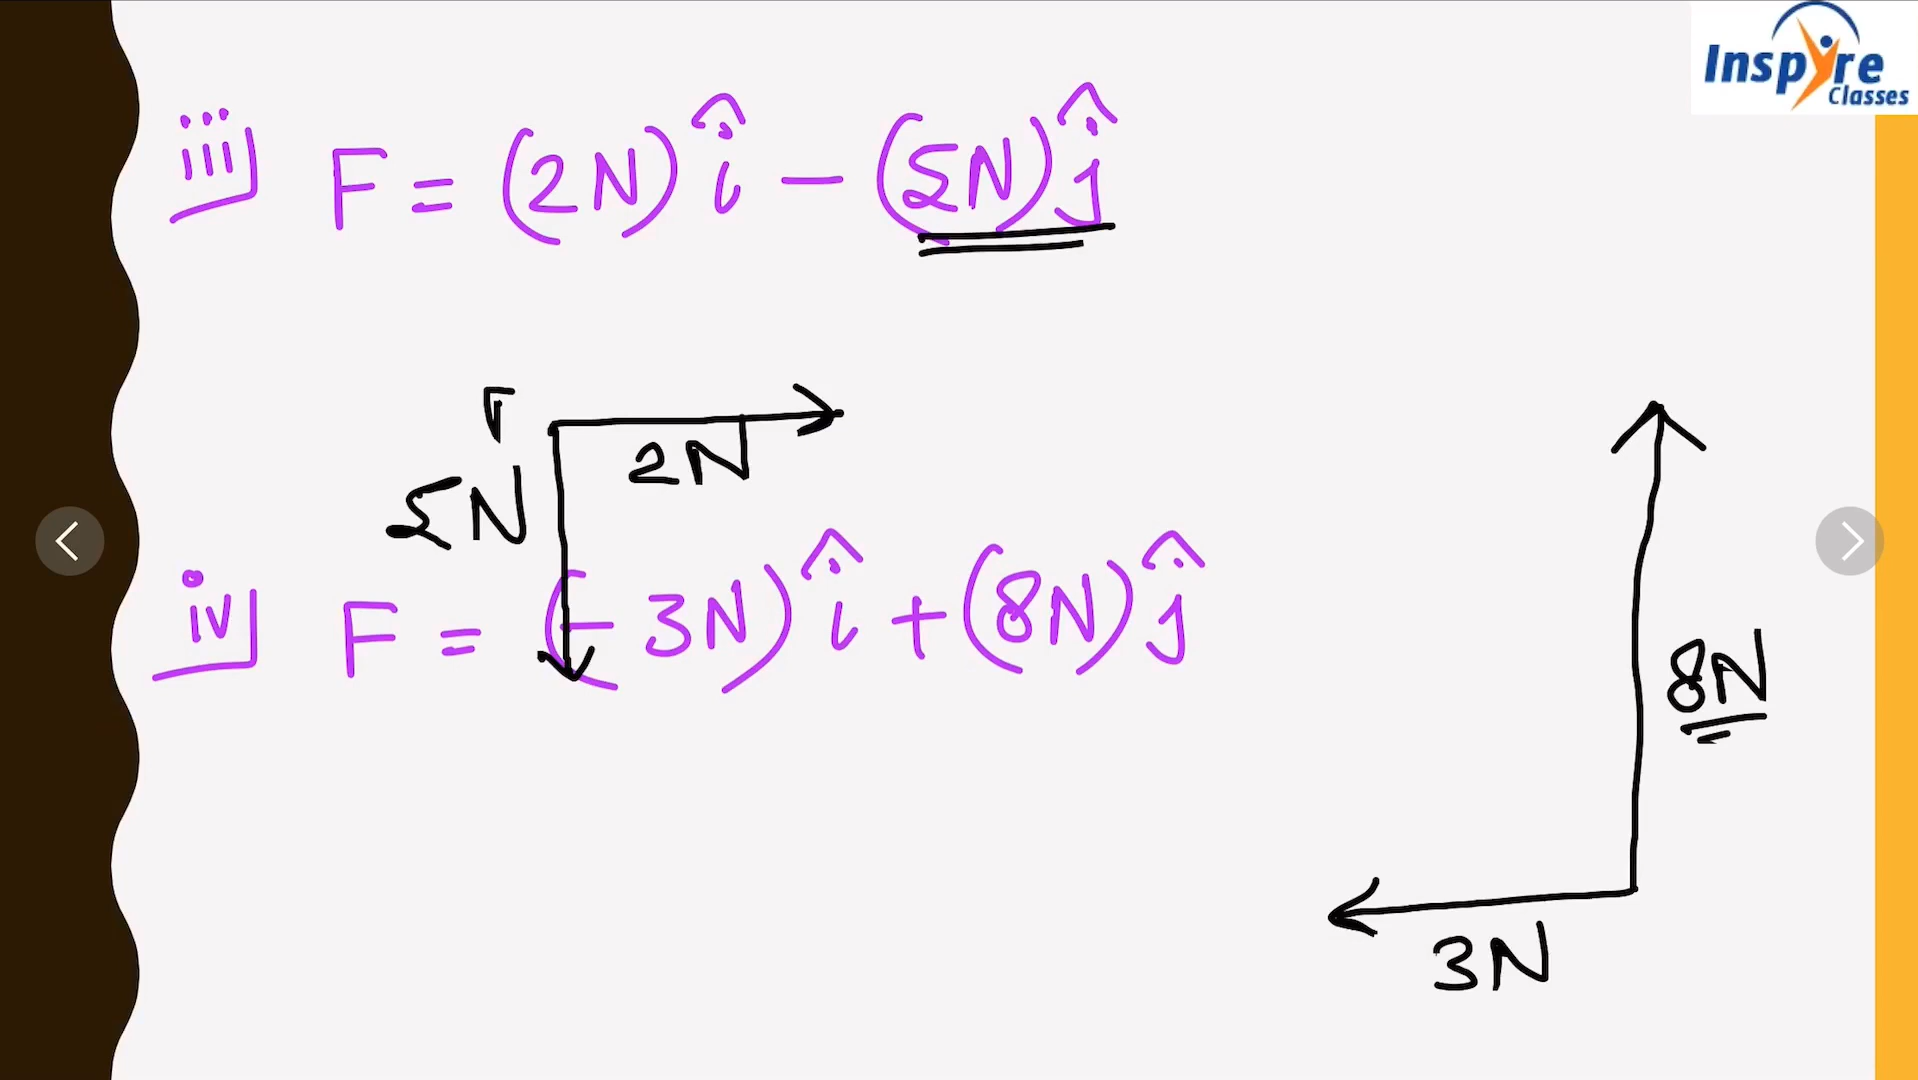 Inspyre
Classes
iii F = (2N) î − (5N) ĵ
2N
5N
iv F = (−3N) î + (8N) ĵ
8N
3N